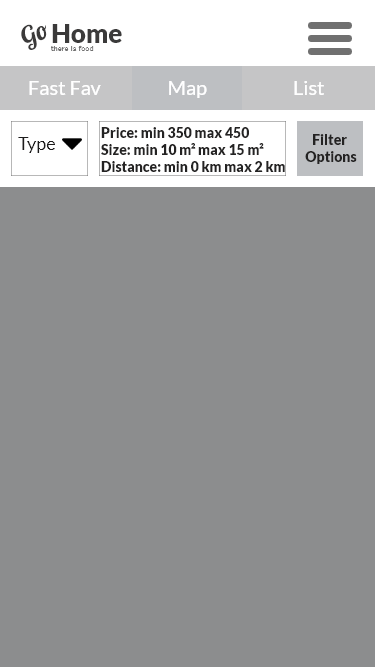 Go Home
there is food
Fast Fav
Map
List
Type
Price: min 350 max 450
Size: min 10 m² max 15 m²
Distance: min 0 km max 2 km
Filter
Options